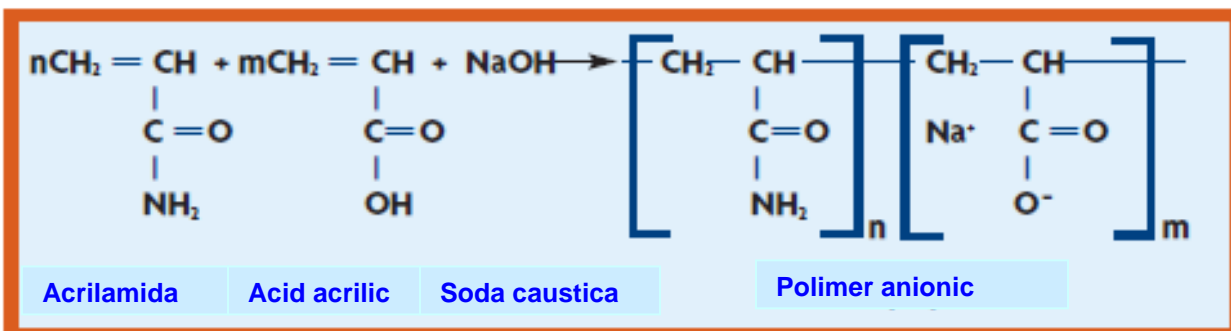 nCH₂ = CH + mCH₂ = CH + NaOH → [ CH₂ — CH ] [ CH₂ — CH ]
C = O C = O C = O Na⁺ C = O
NH₂ OH NH₂ O⁻
n m
Acrilamida Acid acrilic Soda caustica Polimer anionic